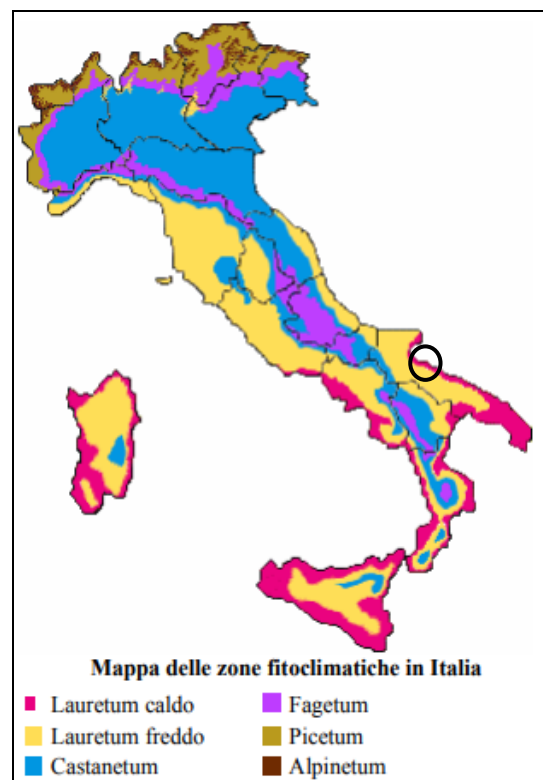 Mappa delle zone fitoclimatiche in Italia
Lauretum caldo
Fagetum
Lauretum freddo
Picetum
Castanetum
Alpinetum